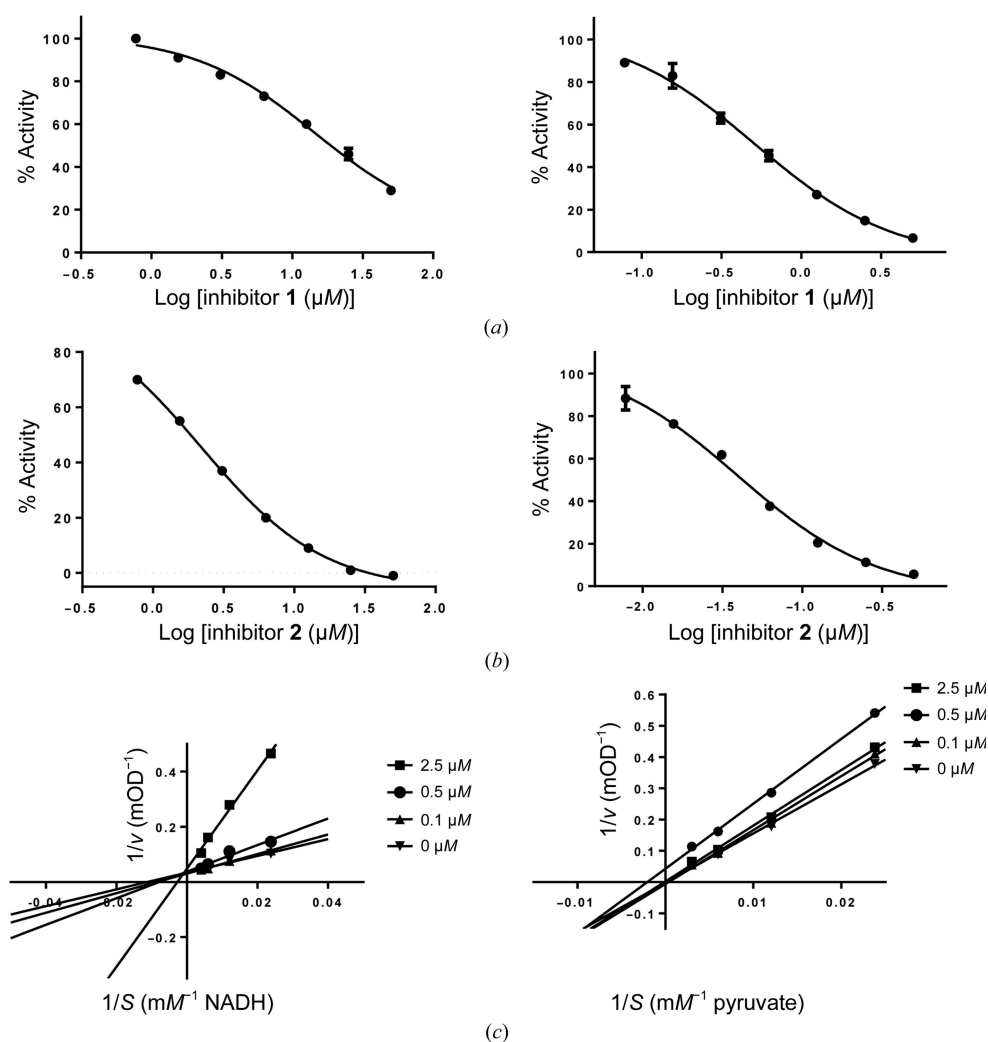 100
80
60
40
20
0
% Activity
−0.5 0.0 0.5 1.0 1.5 2.0
Log [inhibitor 1 (µM)]
100
80
60
40
20
0
% Activity
−1.0 −0.5 0.0 0.5
Log [inhibitor 1 (µM)]
(a)
80
60
40
20
0
% Activity
−0.5 0.0 0.5 1.0 1.5 2.0
Log [inhibitor 2 (µM)]
100
80
60
40
20
0
% Activity
−2.0 −1.5 −1.0 −0.5
Log [inhibitor 2 (µM)]
(b)
1/v (mOD−1)
0.4
0.2
−0.2
−0.04 −0.02 0.02 0.04
2.5 µM
0.5 µM
0.1 µM
0 µM
1/S (mM−1 NADH)
1/v (mOD−1)
0.6
0.5
0.4
0.3
0.2
0.1
−0.1
−0.01 0.01 0.02
2.5 µM
0.5 µM
0.1 µM
0 µM
1/S (mM−1 pyruvate)
(c)